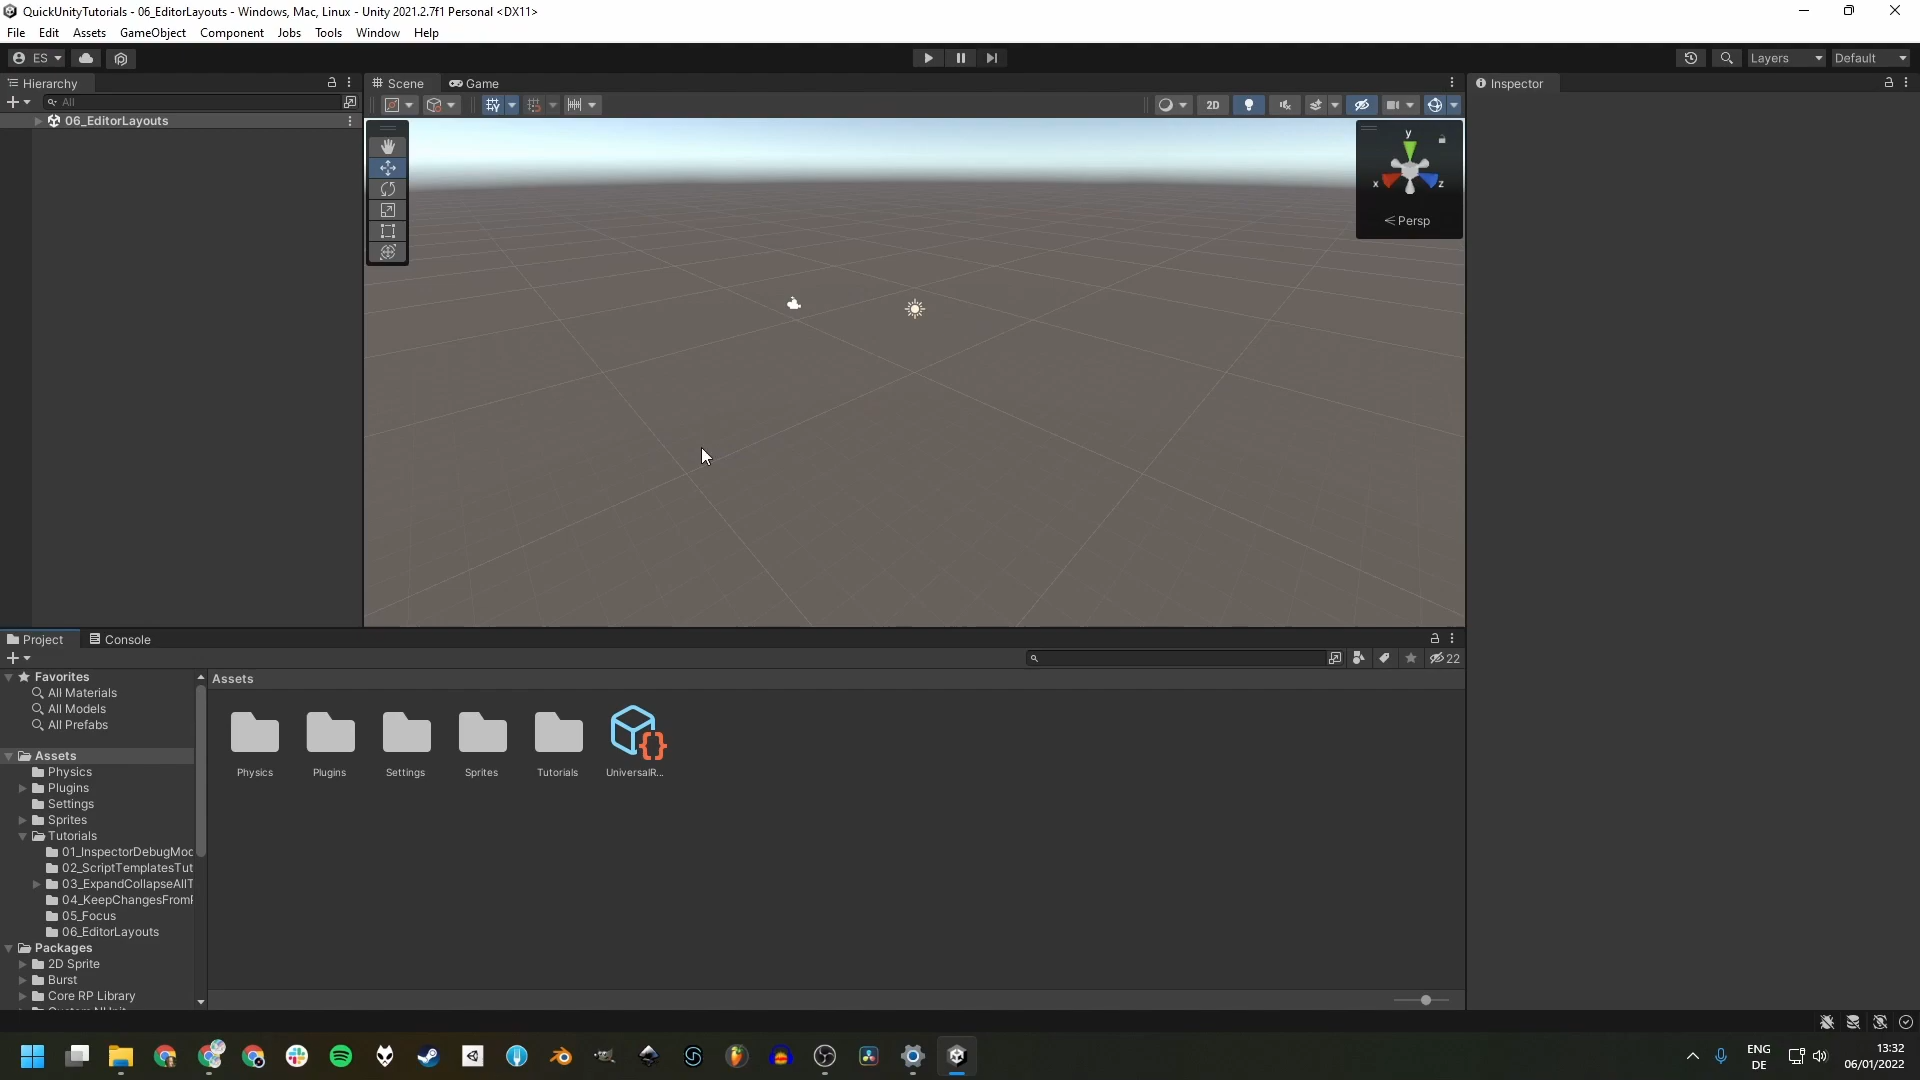 QuickUnityTutorials - 06_EditorLayouts - Windows, Mac, Linux - Unity 2021.2.7f1 Personal <DX11>
File Edit Assets GameObject Component Jobs Tools Window Help
ES Layers Default
Hierarchy Scene Game Inspector
All 2D
06_EditorLayouts
y
x z
Persp
Project Console
22
Favorites
Assets
All Materials
All Models
All Prefabs
Assets
Physics
Plugins
Settings
Sprites
Tutorials
01_InspectorDebugMod
02_ScriptTemplatesTut
03_ExpandCollapseAllT
04_KeepChangesFrom
05_Focus
06_EditorLayouts
Packages
2D Sprite
Burst
Core RP Library
Physics Plugins Settings Sprites Tutorials UniversalR...
ENG
DE
13:32
06/01/2022